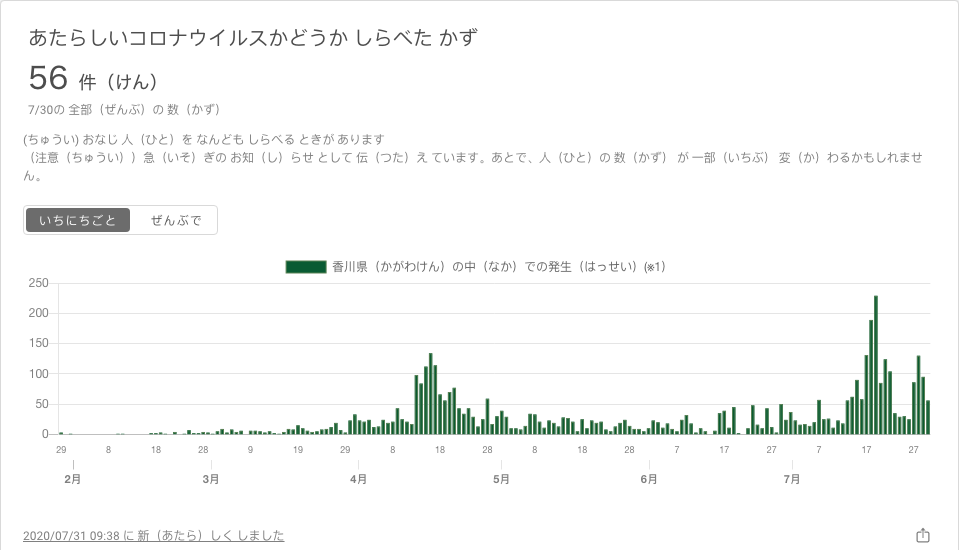 あたらしいコロナウイルスかどうか しらべた かず
56 件（けん）
7/30の 全部（ぜんぶ）の 数（かず）
(ちゅうい) おなじ 人（ひと）を なんども しらべる ときが あります
（注意（ちゅうい））急（いそ）ぎの お知（し）らせ として 伝（つた）え ています。あとで、人（ひと）の 数（かず） が 一部（いちぶ） 変（か）わるかもしれませ
ん。
いちにちごと ぜんぶで
香川県（かがわけん）の中（なか）での発生（はっせい）(※1)
250
200
150
100
50
0
29 8 18 28 9 19 29 8 18 28 8 18 28 7 17 27 7 17 27
2月 3月 4月 5月 6月 7月
2020/07/31 09:38 に 新（あたら）しく しました